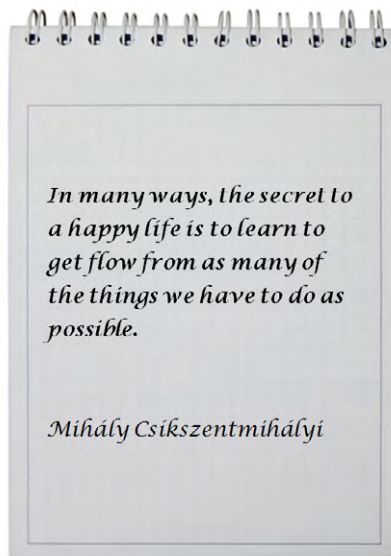 In many ways, the secret to
a happy life is to learn to
get flow from as many of
the things we have to do as
possible.
Mihály Csikszentmihályi